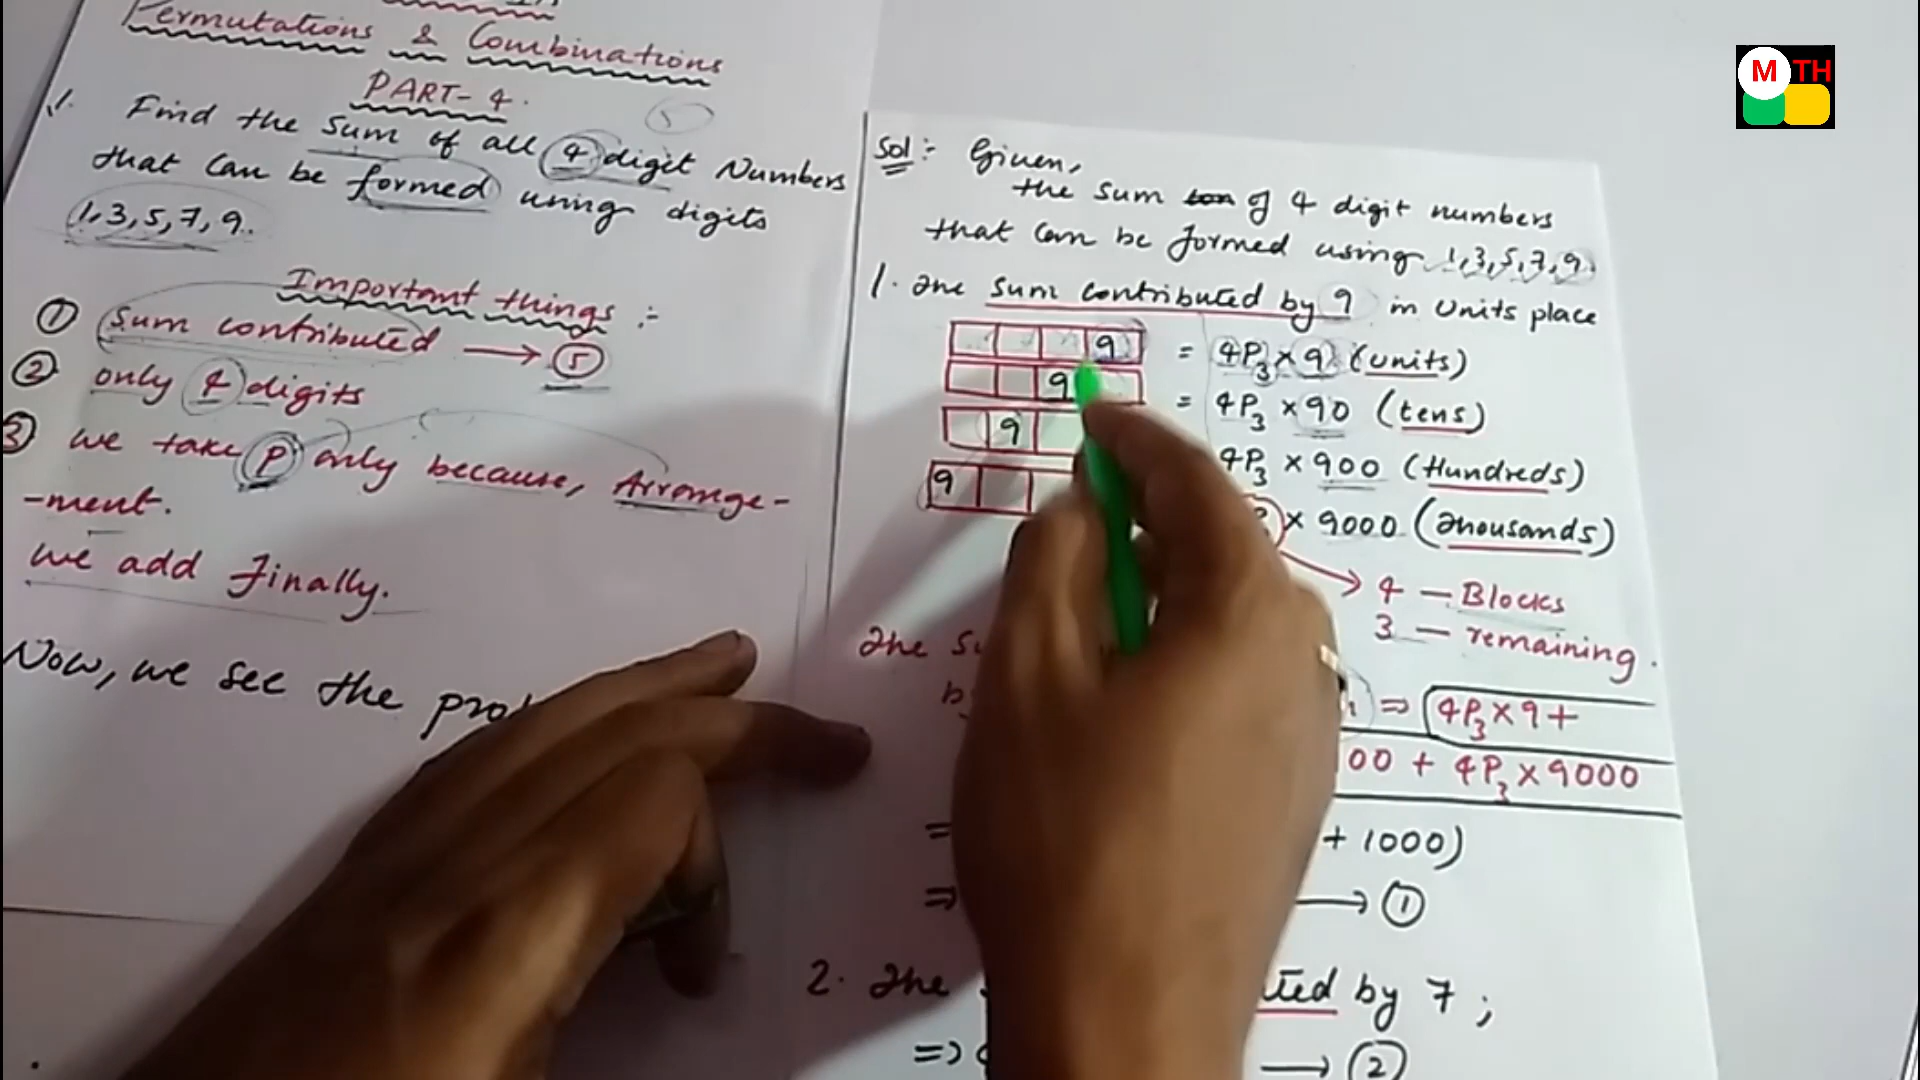 Permutations & Combinations
PART-4.
1. Find the sum of all 4 digit Numbers
that can be formed using digits
1,3,5,7,9.
Important things :-
① Sum contributed → ⑤
② only 4 digits
③ we take P only because, Arrange-
-ment.
we add finally.
Now, we see the
Sol:- Given,
the sum of 4 digit numbers
that can be formed using 1,3,5,7,9.
1. The sum contributed by 9 in Units place
9 = 4P3 × 9 (units)
9 = 4P3 × 90 (tens)
9 4P3 × 900 (Hundreds)
9 × 9000 (Thousands)
4 — Blocks
3 — remaining.
The
⇒ 4P3×9+
00 + 4P3×9000
= + 1000)
⇒ → ①
2. The by 7;
⇒ → ②
M TH